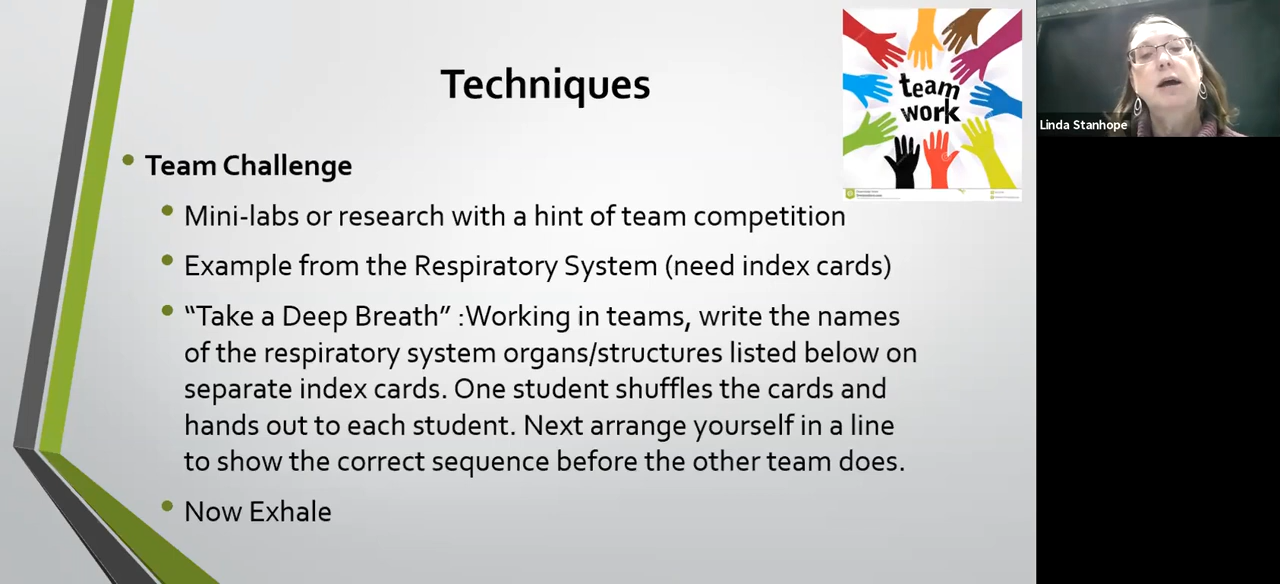 Techniques
team
work
Linda Stanhope
• Team Challenge
• Mini-labs or research with a hint of team competition
• Example from the Respiratory System (need index cards)
• “Take a Deep Breath” :Working in teams, write the names
of the respiratory system organs/structures listed below on
separate index cards. One student shuffles the cards and
hands out to each student. Next arrange yourself in a line
to show the correct sequence before the other team does.
• Now Exhale